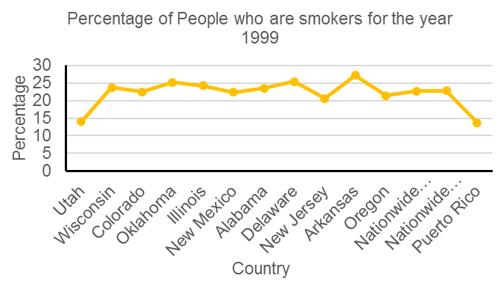 Percentage of People who are smokers for the year
1999
Percentage
30
25
20
15
10
5
0
Utah
Wisconsin
Colorado
Oklahoma
Illinois
New Mexico
Alabama
Delaware
New Jersey
Arkansas
Oregon
Nationwide...
Nationwide...
Puerto Rico
Country